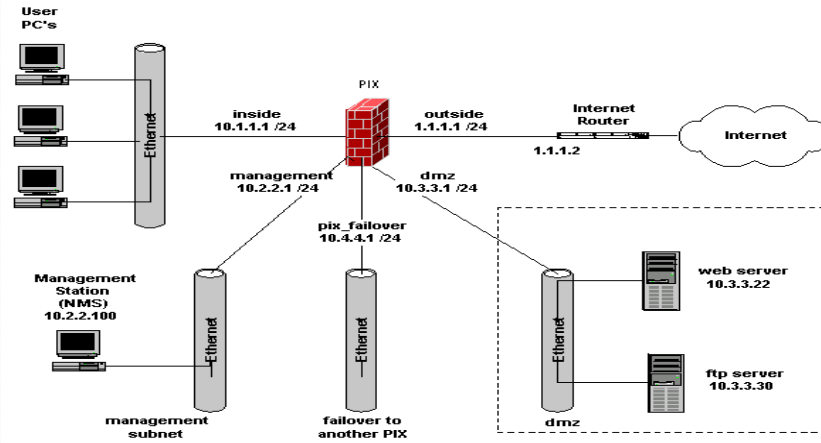 User
PC's
PIX
inside
10.1.1.1 /24
outside
1.1.1.1 /24
Internet
Router
Internet
1.1.1.2
Ethernet
management
10.2.2.1 /24
dmz
10.3.3.1 /24
pix_failover
10.4.4.1 /24
Management
Station
(NMS)
10.2.2.100
Ethernet
Ethernet
Ethernet
web server
10.3.3.22
ftp server
10.3.3.30
management
subnet
failover to
another PIX
dmz